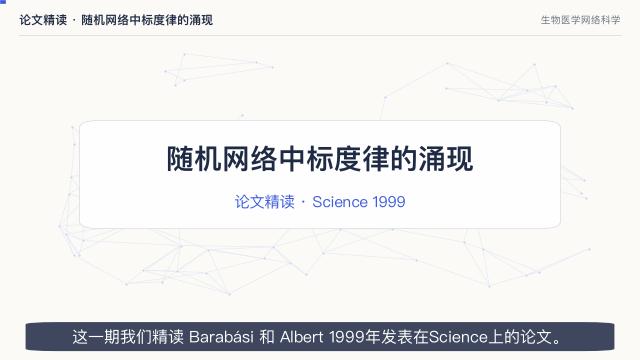 论文精读 · 随机网络中标度律的涌现
生物医学网络科学
随机网络中标度律的涌现
论文精读 · Science 1999
这一期我们精读 Barabási 和 Albert 1999年发表在Science上的论文。